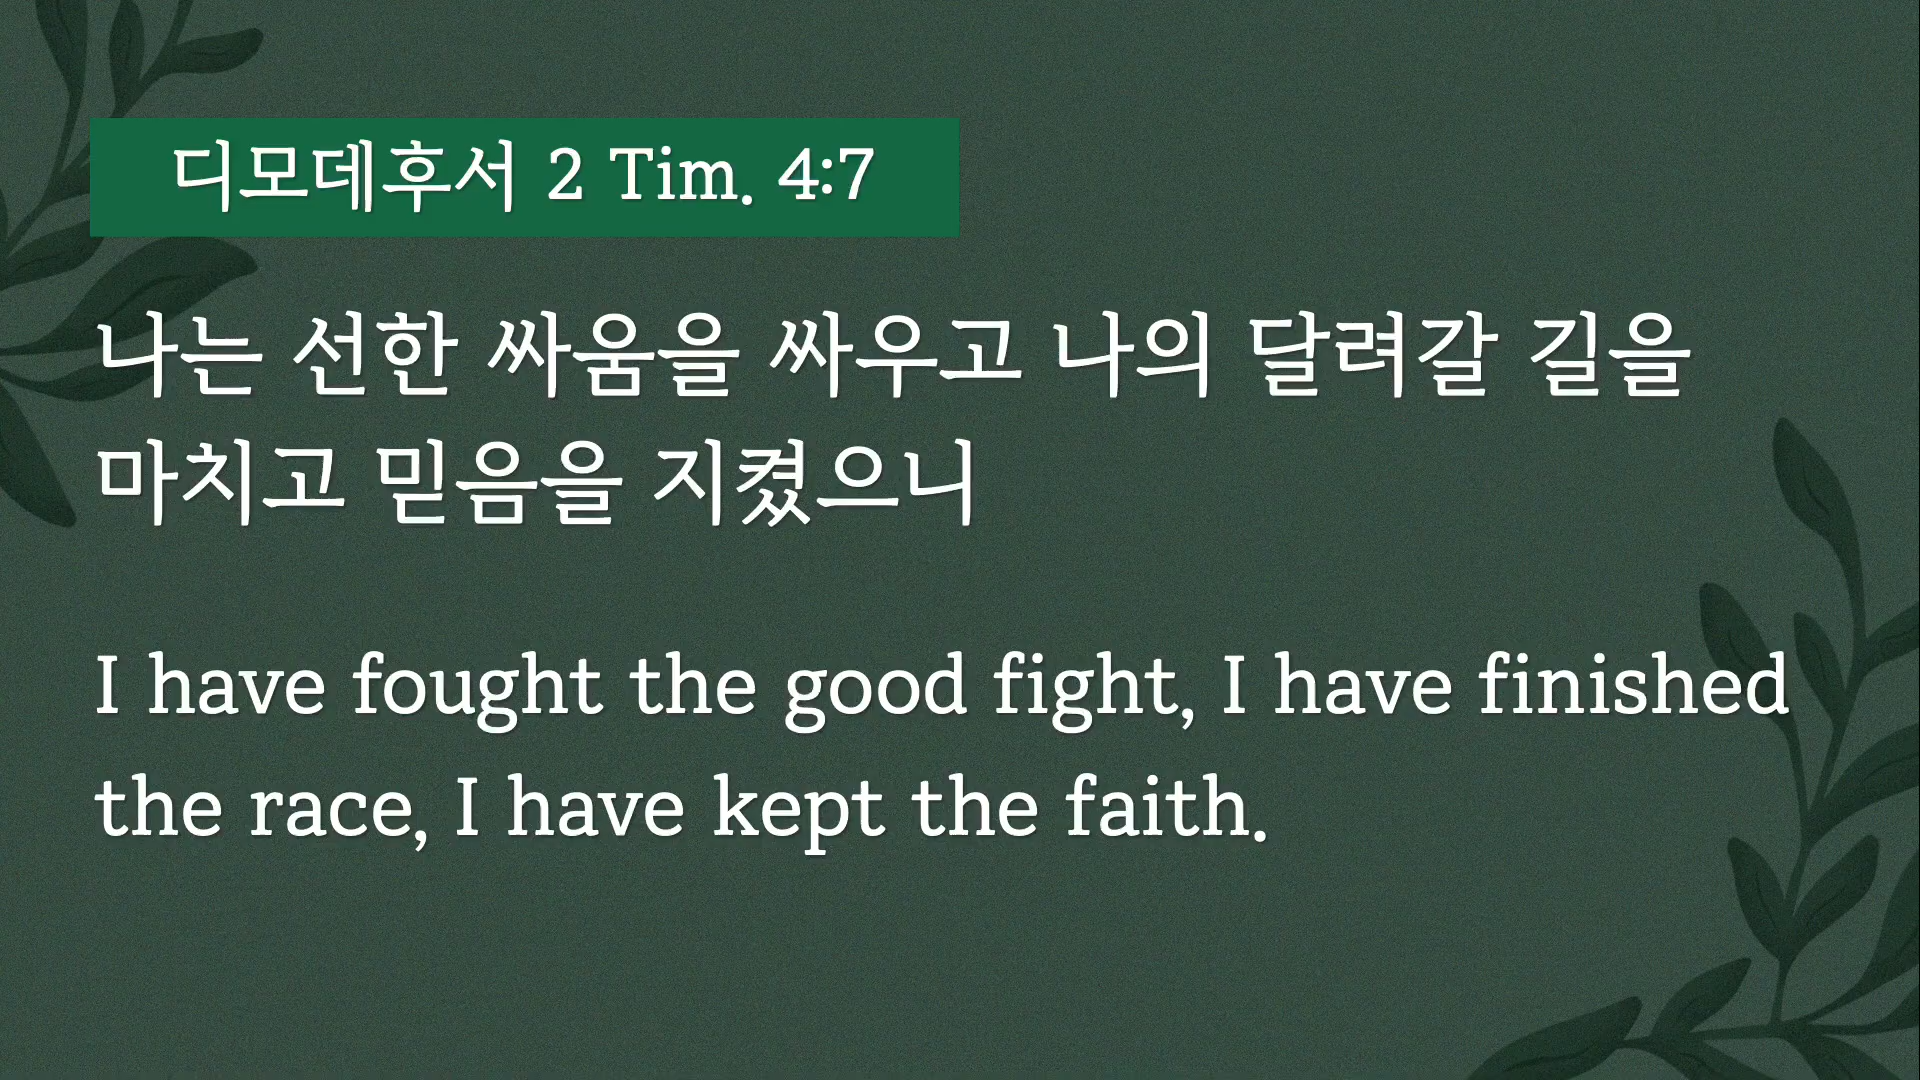 디모데후서 2 Tim. 4:7
나는 선한 싸움을 싸우고 나의 달려갈 길을
마치고 믿음을 지켰으니
I have fought the good fight, I have finished
the race, I have kept the faith.